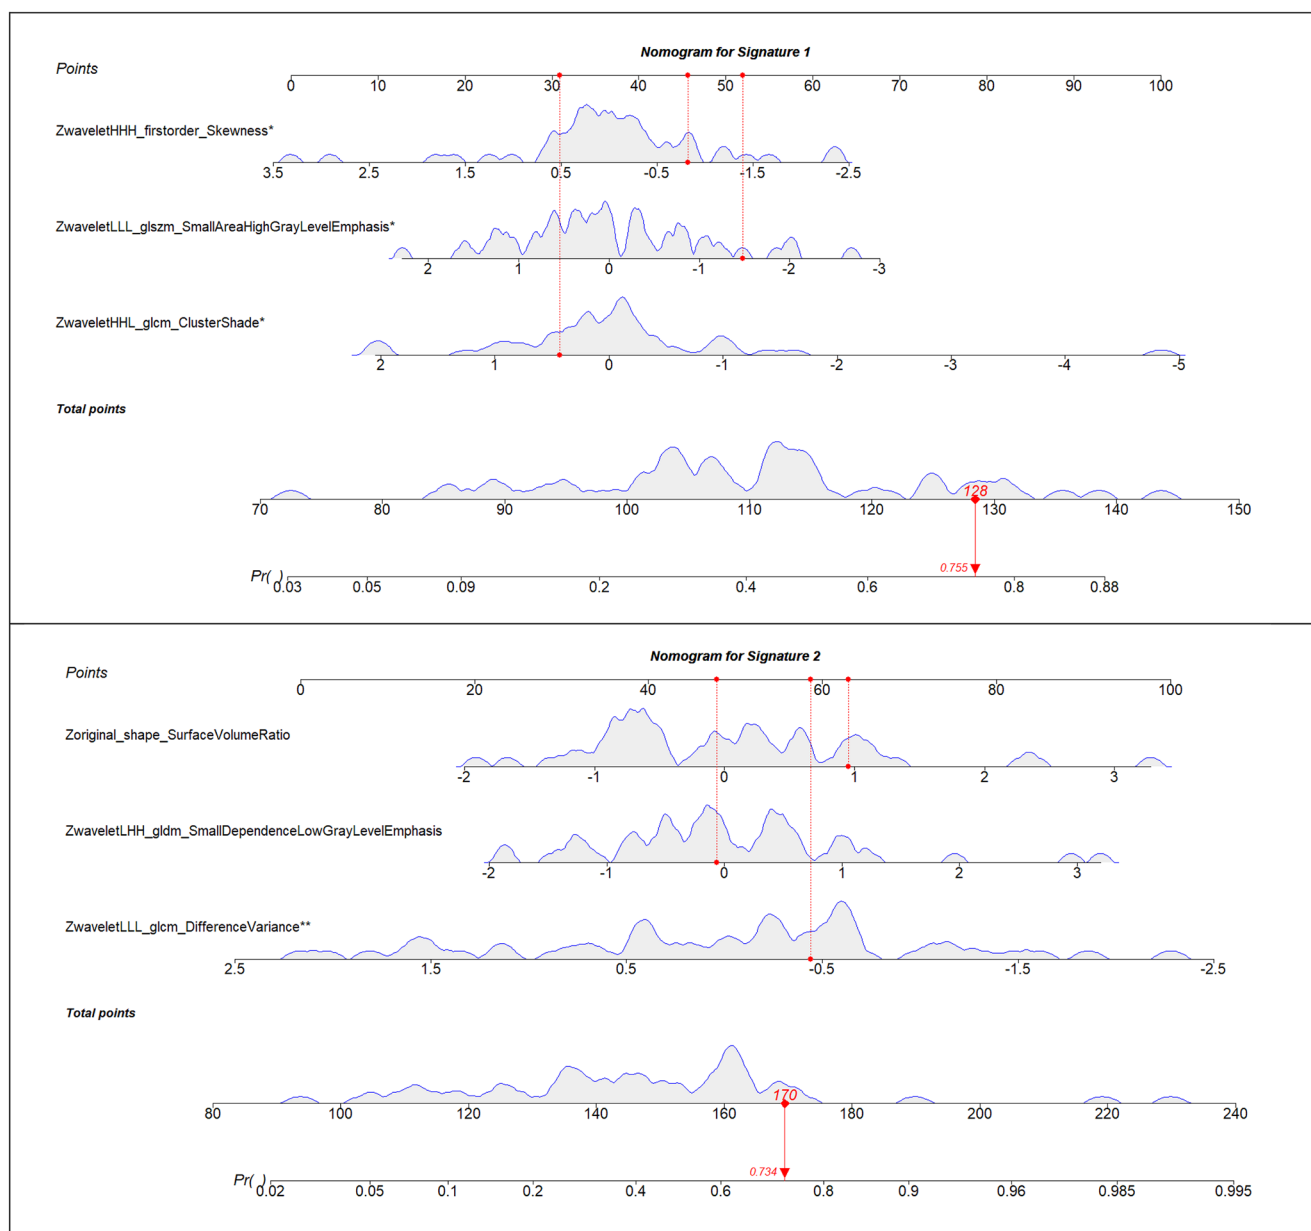 Nomogram for Signature 1
Points
0 10 20 30 40 50 60 70 80 90 100
ZwaveletHHH_firstorder_Skewness*
3.5 2.5 1.5 0.5 -0.5 -1.5 -2.5
ZwaveletLLL_glszm_SmallAreaHighGrayLevelEmphasis*
2 1 0 -1 -2 -3
ZwaveletHHL_glcm_ClusterShade*
2 1 0 -1 -2 -3 -4 -5
Total points
128
70 80 90 100 110 120 130 140 150
0.755
Pr( )
0.03 0.05 0.09 0.2 0.4 0.6 0.8 0.88
Nomogram for Signature 2
Points
0 20 40 60 80 100
Zoriginal_shape_SurfaceVolumeRatio
-2 -1 0 1 2 3
ZwaveletLHH_gldm_SmallDependenceLowGrayLevelEmphasis
-2 -1 0 1 2 3
ZwaveletLLL_glcm_DifferenceVariance**
2.5 1.5 0.5 -0.5 -1.5 -2.5
Total points
170
80 100 120 140 160 180 200 220 240
0.734
Pr( )
0.02 0.05 0.1 0.2 0.4 0.6 0.8 0.9 0.96 0.985 0.995